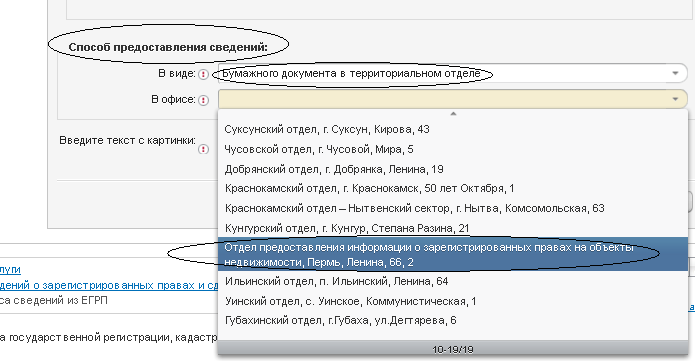 Способ предоставления сведений:
В виде: Бумажного документа в территориальном отделе
В офисе:
Введите текст с картинки:
Суксунский отдел, г. Суксун, Кирова, 43
Чусовской отдел, г. Чусовой, Мира, 5
Добрянский отдел, г. Добрянка, Ленина, 19
Краснокамский отдел, г. Краснокамск, 50 лет Октября, 1
Краснокамский отдел – Нытвенский сектор, г. Нытва, Комсомольская, 63
Кунгурский отдел, г. Кунгур, Степана Разина, 21
Отдел предоставления информации о зарегистрированных правах на объекты
недвижимости, Пермь, Ленина, 66, 2
Ильинский отдел, п. Ильинский, Ленина, 64
Уинский отдел, с. Уинское, Коммунистическая, 1
Губахинский отдел, г.Губаха, ул.Дегтярева, 6
10-19/19
луги
дений о зарегистрированных правах и сд
са сведений из ЕГРП
а государственной регистрации, кадастр